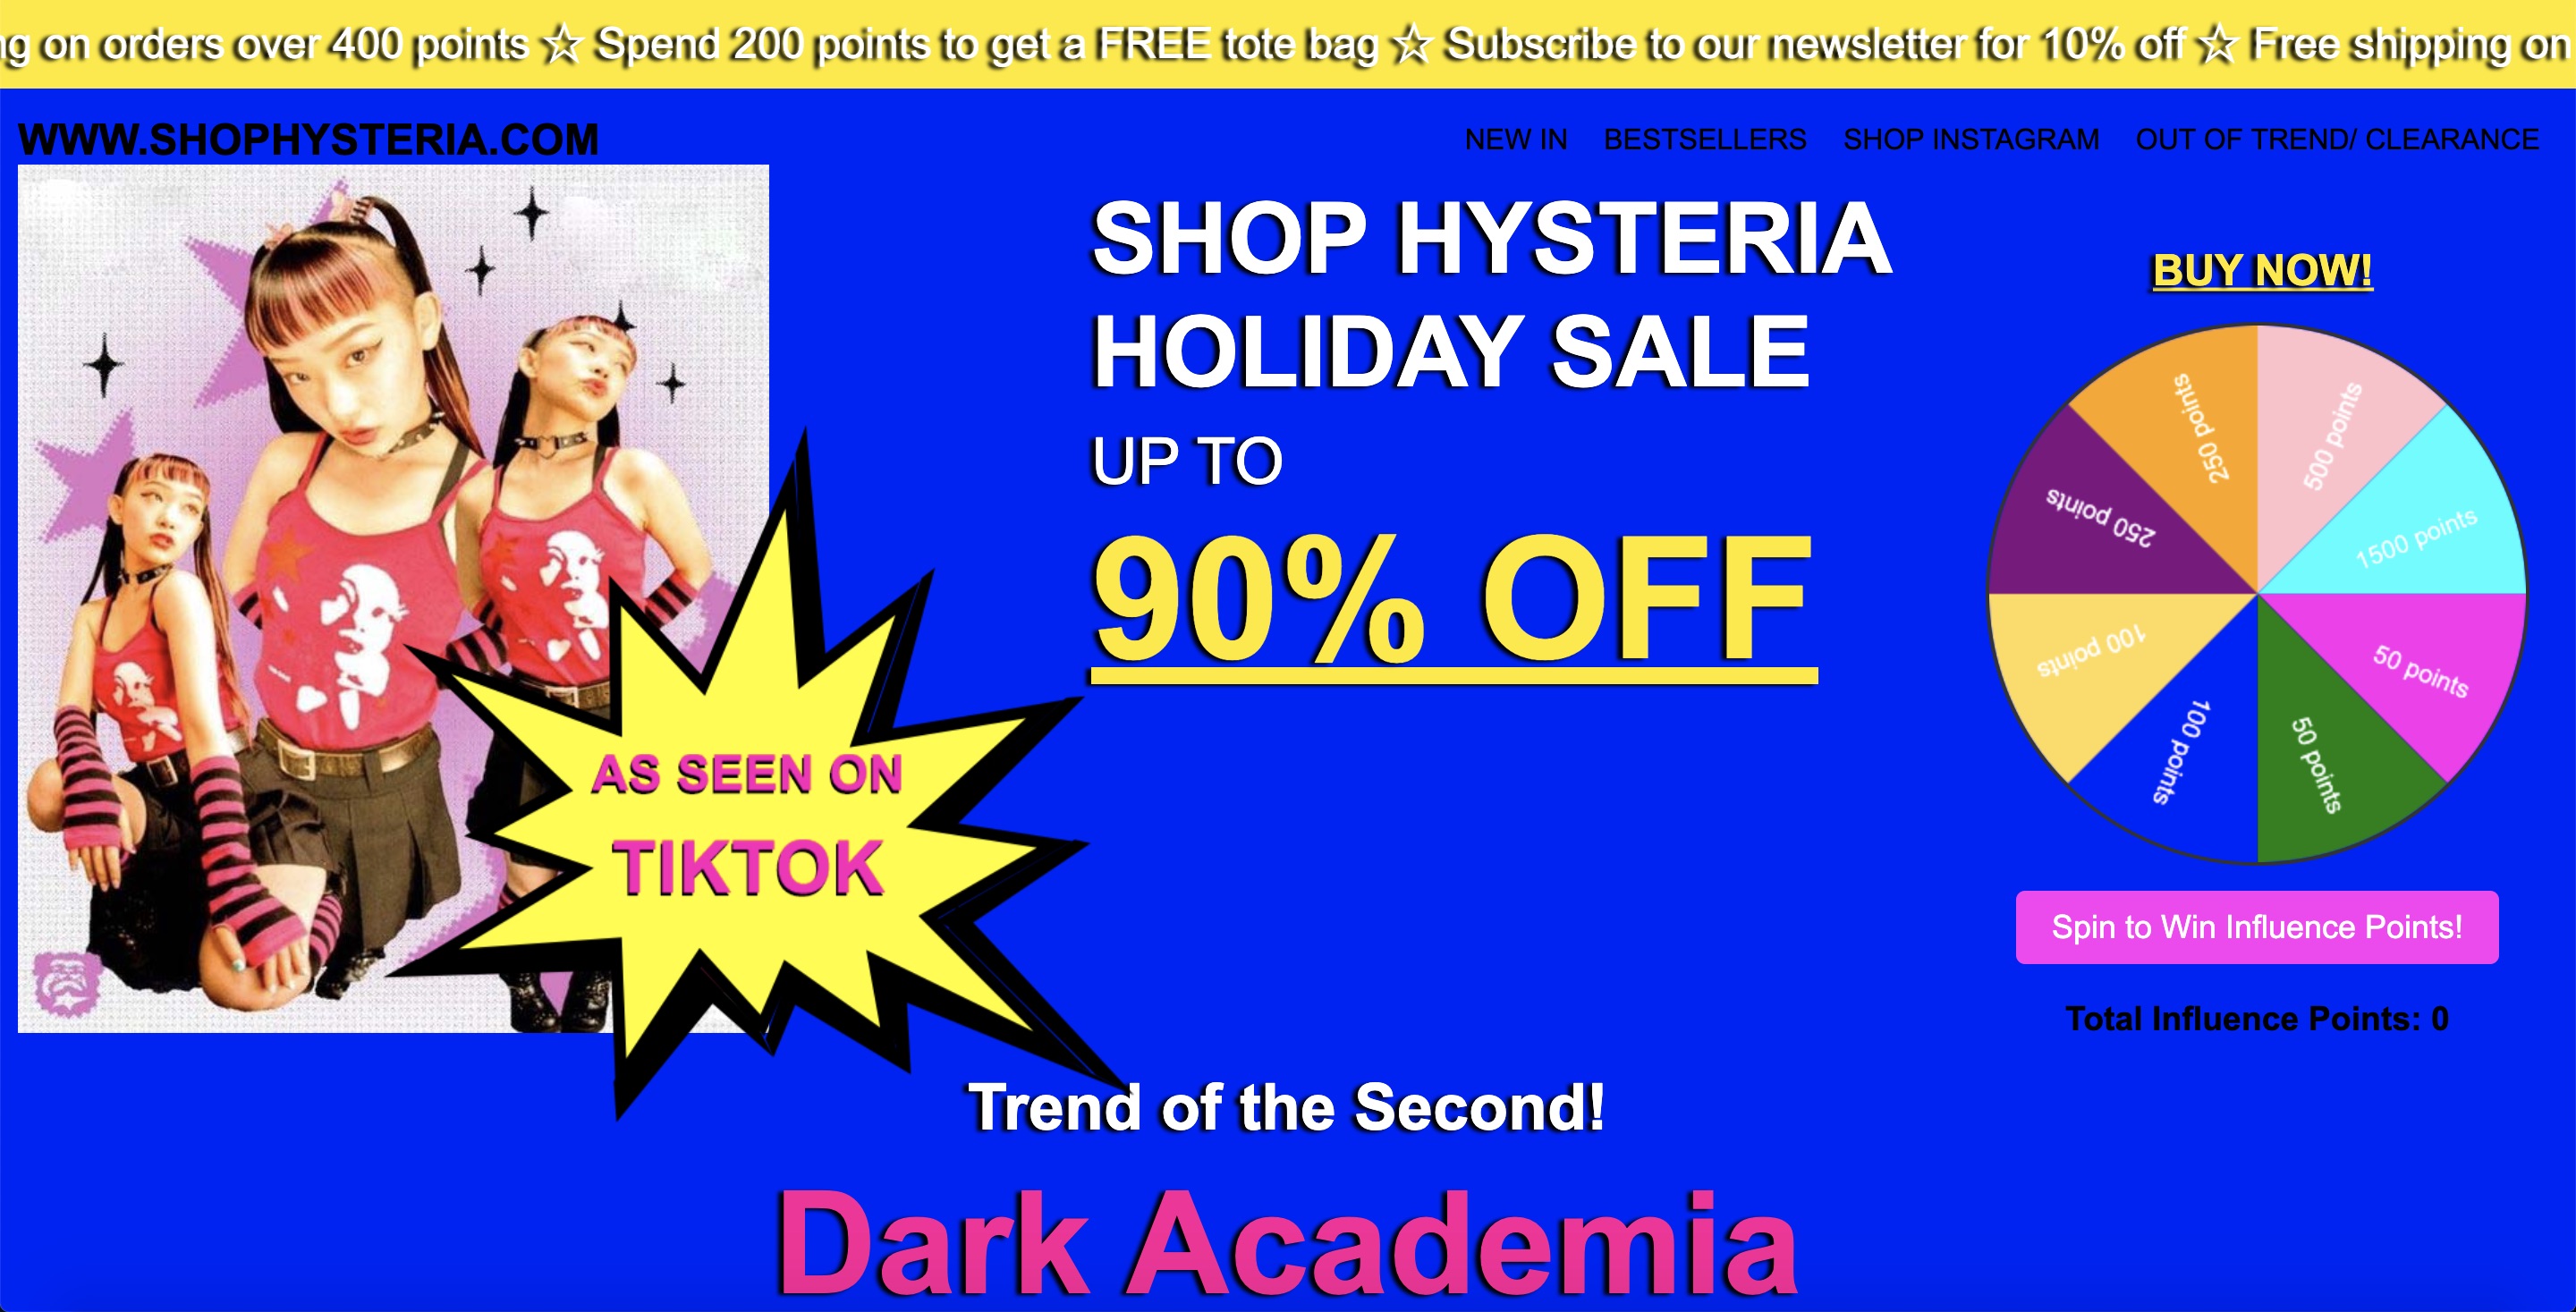 ng on orders over 400 points ☆ Spend 200 points to get a FREE tote bag ☆ Subscribe to our newsletter for 10% off ☆ Free shipping on
WWW.SHOPHYSTERIA.COM
NEW IN BESTSELLERS SHOP INSTAGRAM OUT OF TREND/ CLEARANCE
SHOP HYSTERIA
HOLIDAY SALE
UP TO
90% OFF
AS SEEN ON
TIKTOK
BUY NOW!
500 points
1500 points
50 points
50 points
100 points
100 points
250 points
250 points
Spin to Win Influence Points!
Total Influence Points: 0
Trend of the Second!
Dark Academia